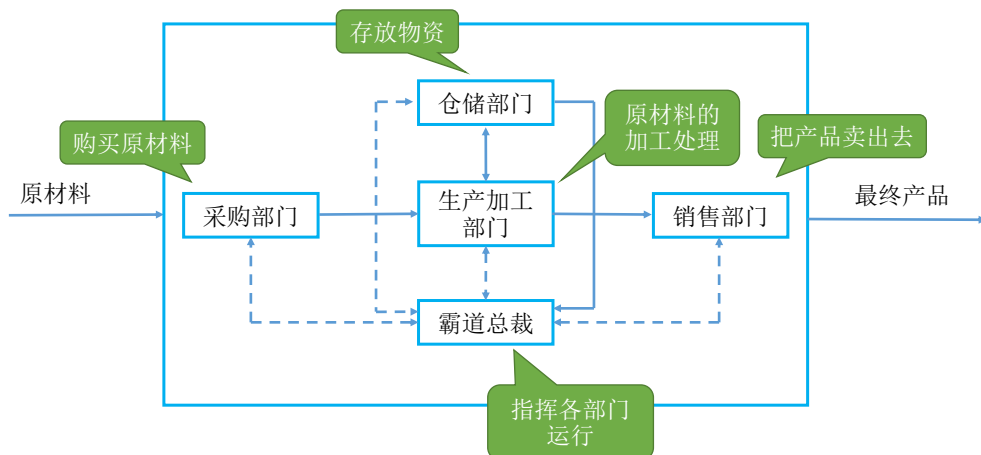 存放物资
仓储部门
原材料的
加工处理
购买原材料
把产品卖出去
原材料
采购部门
生产加工
部门
销售部门
最终产品
霸道总裁
指挥各部门
运行